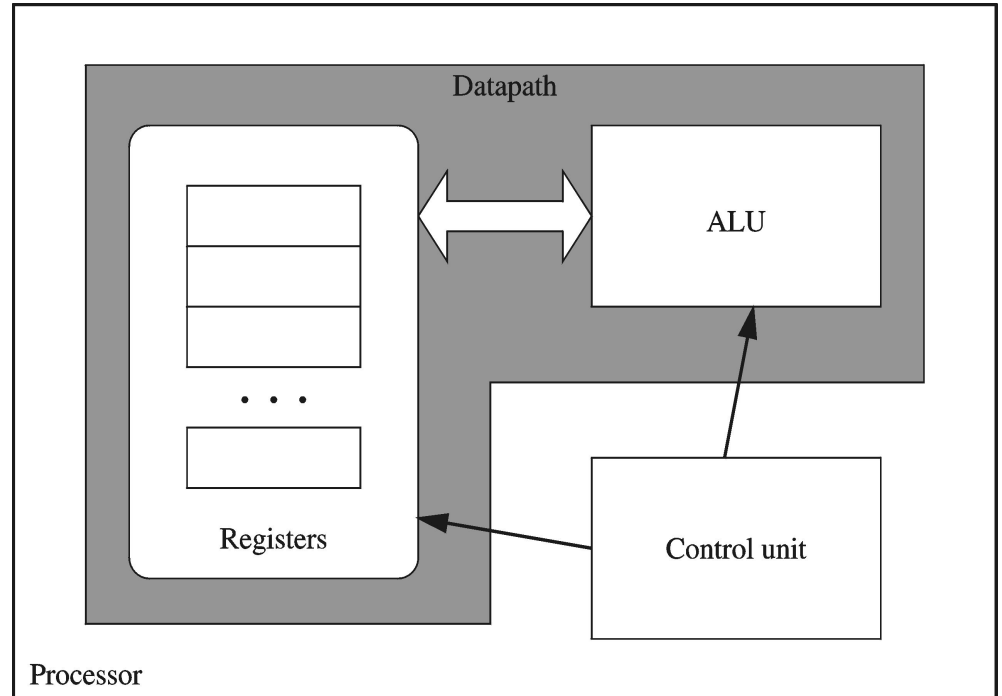 Datapath
ALU
Registers
Control unit
Processor